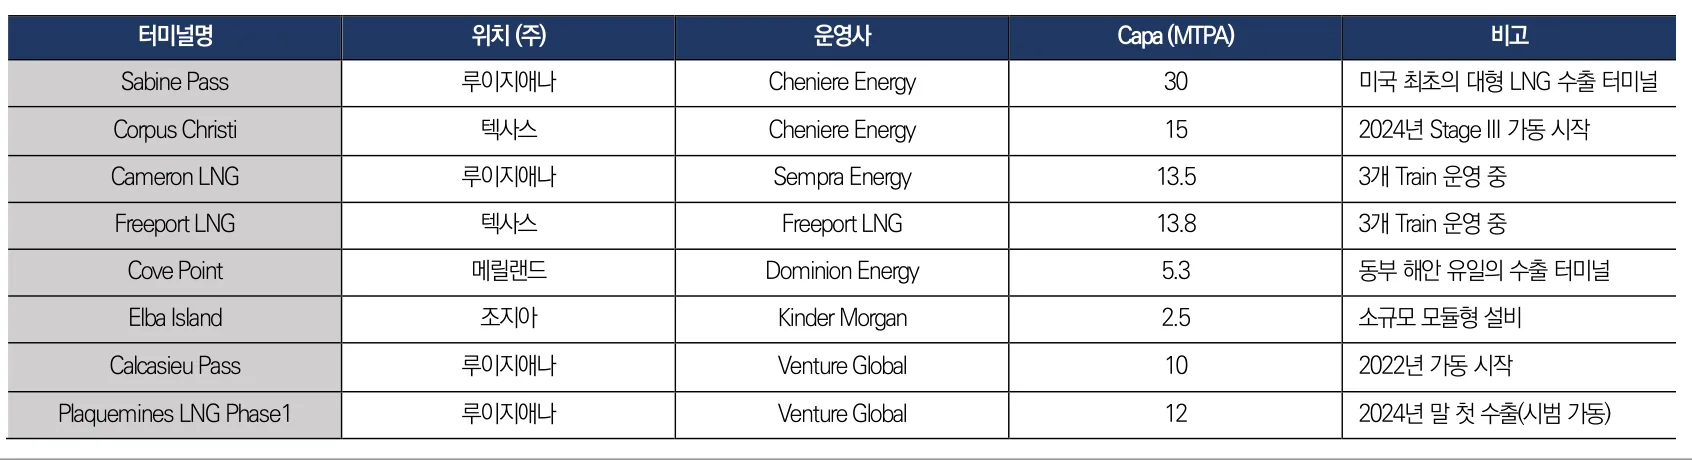 터미널명 위치 (주) 운영사 Capa (MTPA) 비고
Sabine Pass 루이지애나 Cheniere Energy 30 미국 최초의 대형 LNG 수출 터미널
Corpus Christi 텍사스 Cheniere Energy 15 2024년 Stage III 가동 시작
Cameron LNG 루이지애나 Sempra Energy 13.5 3개 Train 운영 중
Freeport LNG 텍사스 Freeport LNG 13.8 3개 Train 운영 중
Cove Point 메릴랜드 Dominion Energy 5.3 동부 해안 유일의 수출 터미널
Elba Island 조지아 Kinder Morgan 2.5 소규모 모듈형 설비
Calcasieu Pass 루이지애나 Venture Global 10 2022년 가동 시작
Plaquemines LNG Phase1 루이지애나 Venture Global 12 2024년 말 첫 수출(시범 가동)